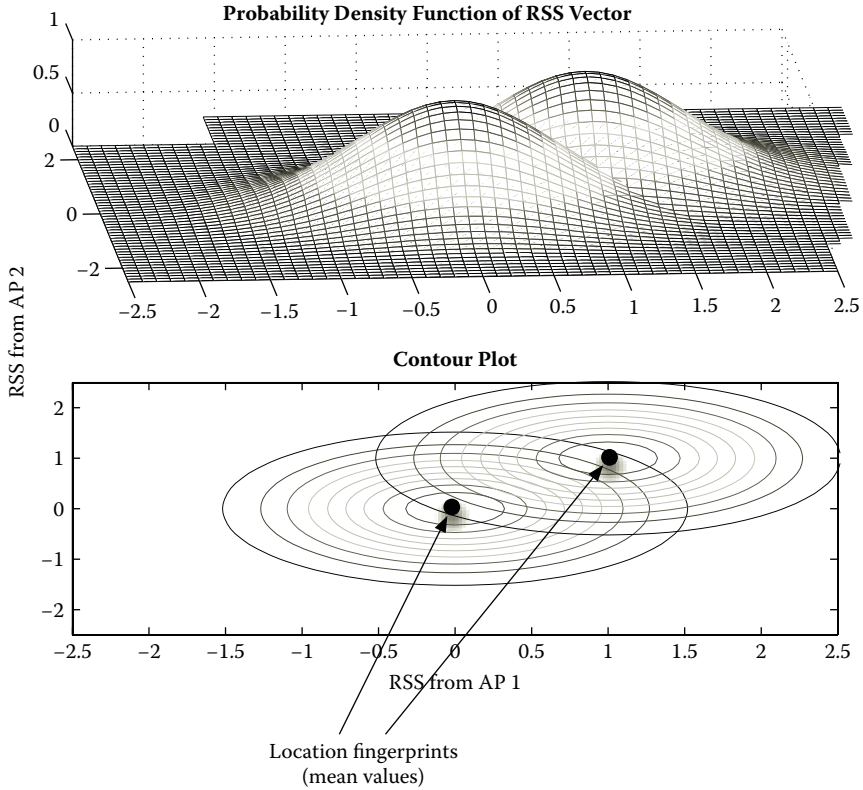 Probability Density Function of RSS Vector
1
0.5
0
2
0
−2
−2.5 −2 −1.5 −1 −0.5 0 0.5 1 1.5 2 2.5
RSS from AP 2
Contour Plot
2
1
0
−1
−2
−2.5 −2 −1.5 −1 −0.5 0 0.5 1 1.5 2 2.5
RSS from AP 1
Location fingerprints
(mean values)